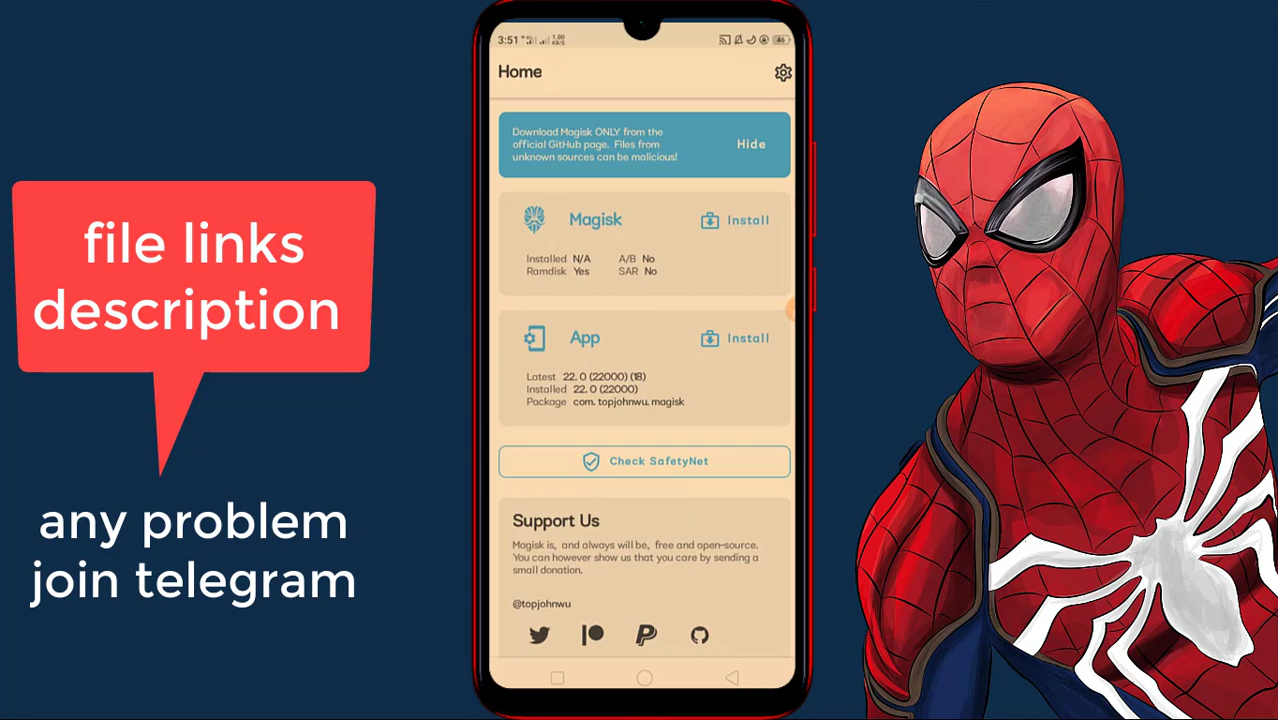 file links
description
any problem
join telegram
3:51
1.00
KB/S
46
Home
Download Magisk ONLY from the
official GitHub page. Files from
unknown sources can be malicious!
Hide
Magisk
Install
Installed N/A A/B No
Ramdisk Yes SAR No
App
Install
Latest 22. 0 (22000) (18)
Installed 22. 0 (22000)
Package com. topjohnwu. magisk
Check SafetyNet
Support Us
Magisk is, and always will be, free and open-source.
You can however show us that you care by sending a
small donation.
@topjohnwu